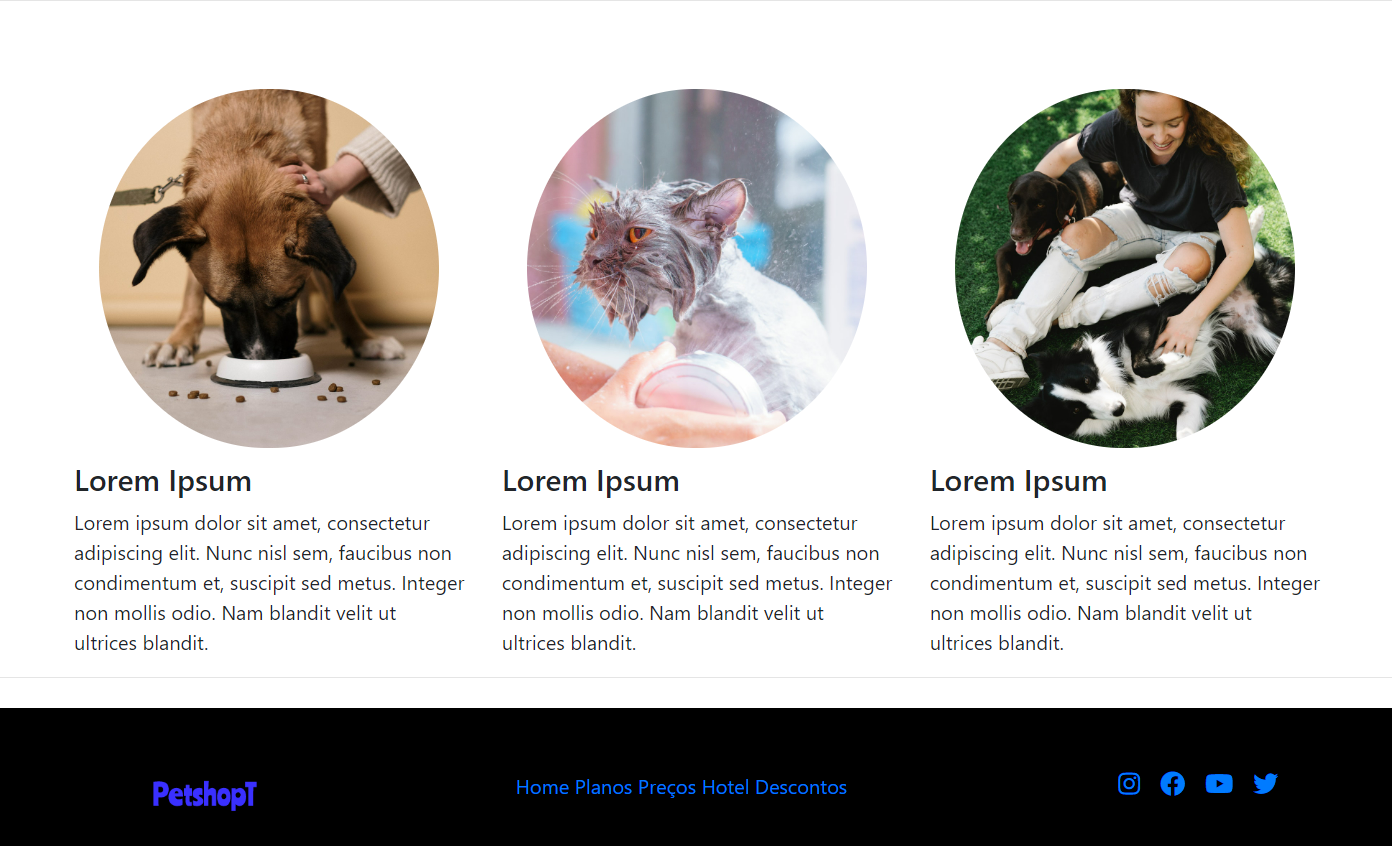 Lorem Ipsum
Lorem ipsum dolor sit amet, consectetur
adipiscing elit. Nunc nisl sem, faucibus non
condimentum et, suscipit sed metus. Integer
non mollis odio. Nam blandit velit ut
ultrices blandit.
Lorem Ipsum
Lorem ipsum dolor sit amet, consectetur
adipiscing elit. Nunc nisl sem, faucibus non
condimentum et, suscipit sed metus. Integer
non mollis odio. Nam blandit velit ut
ultrices blandit.
Lorem Ipsum
Lorem ipsum dolor sit amet, consectetur
adipiscing elit. Nunc nisl sem, faucibus non
condimentum et, suscipit sed metus. Integer
non mollis odio. Nam blandit velit ut
ultrices blandit.
PetshopT
Home Planos Preços Hotel Descontos